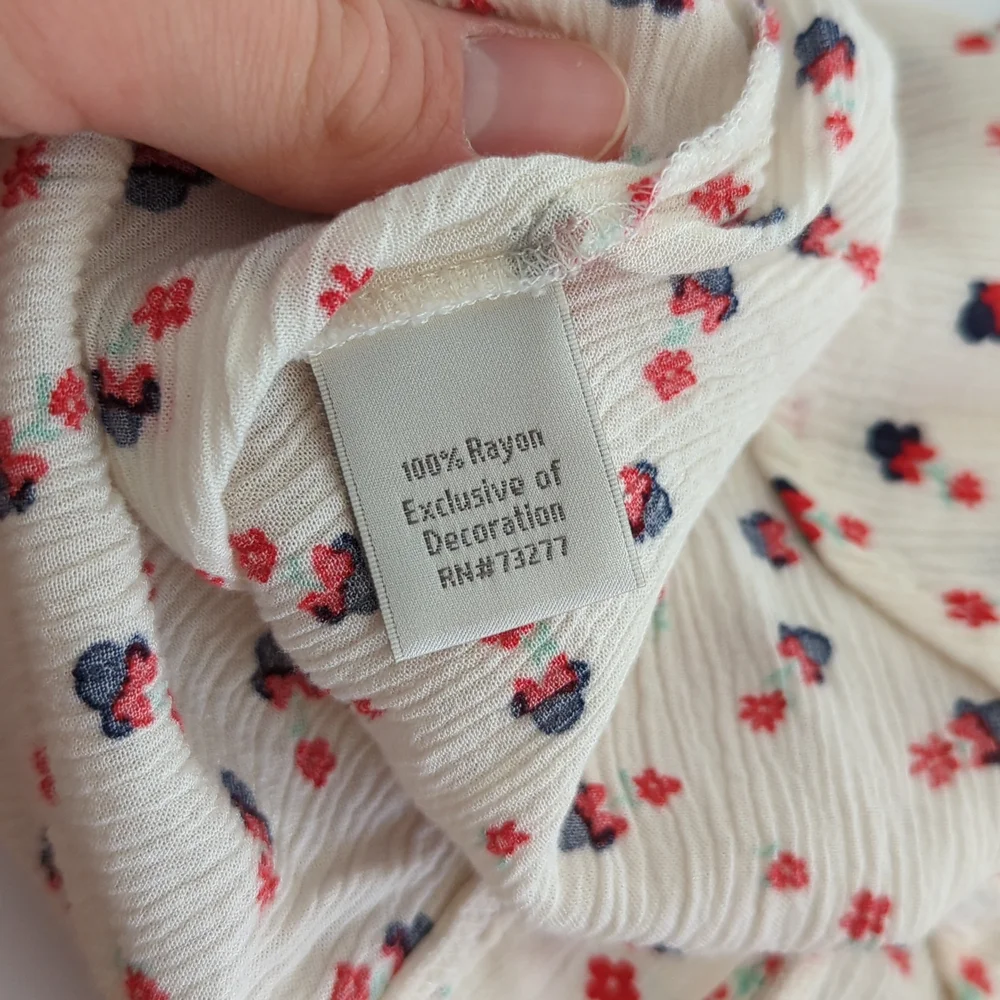 100% Rayon
Exclusive of
Decoration
RN#73277